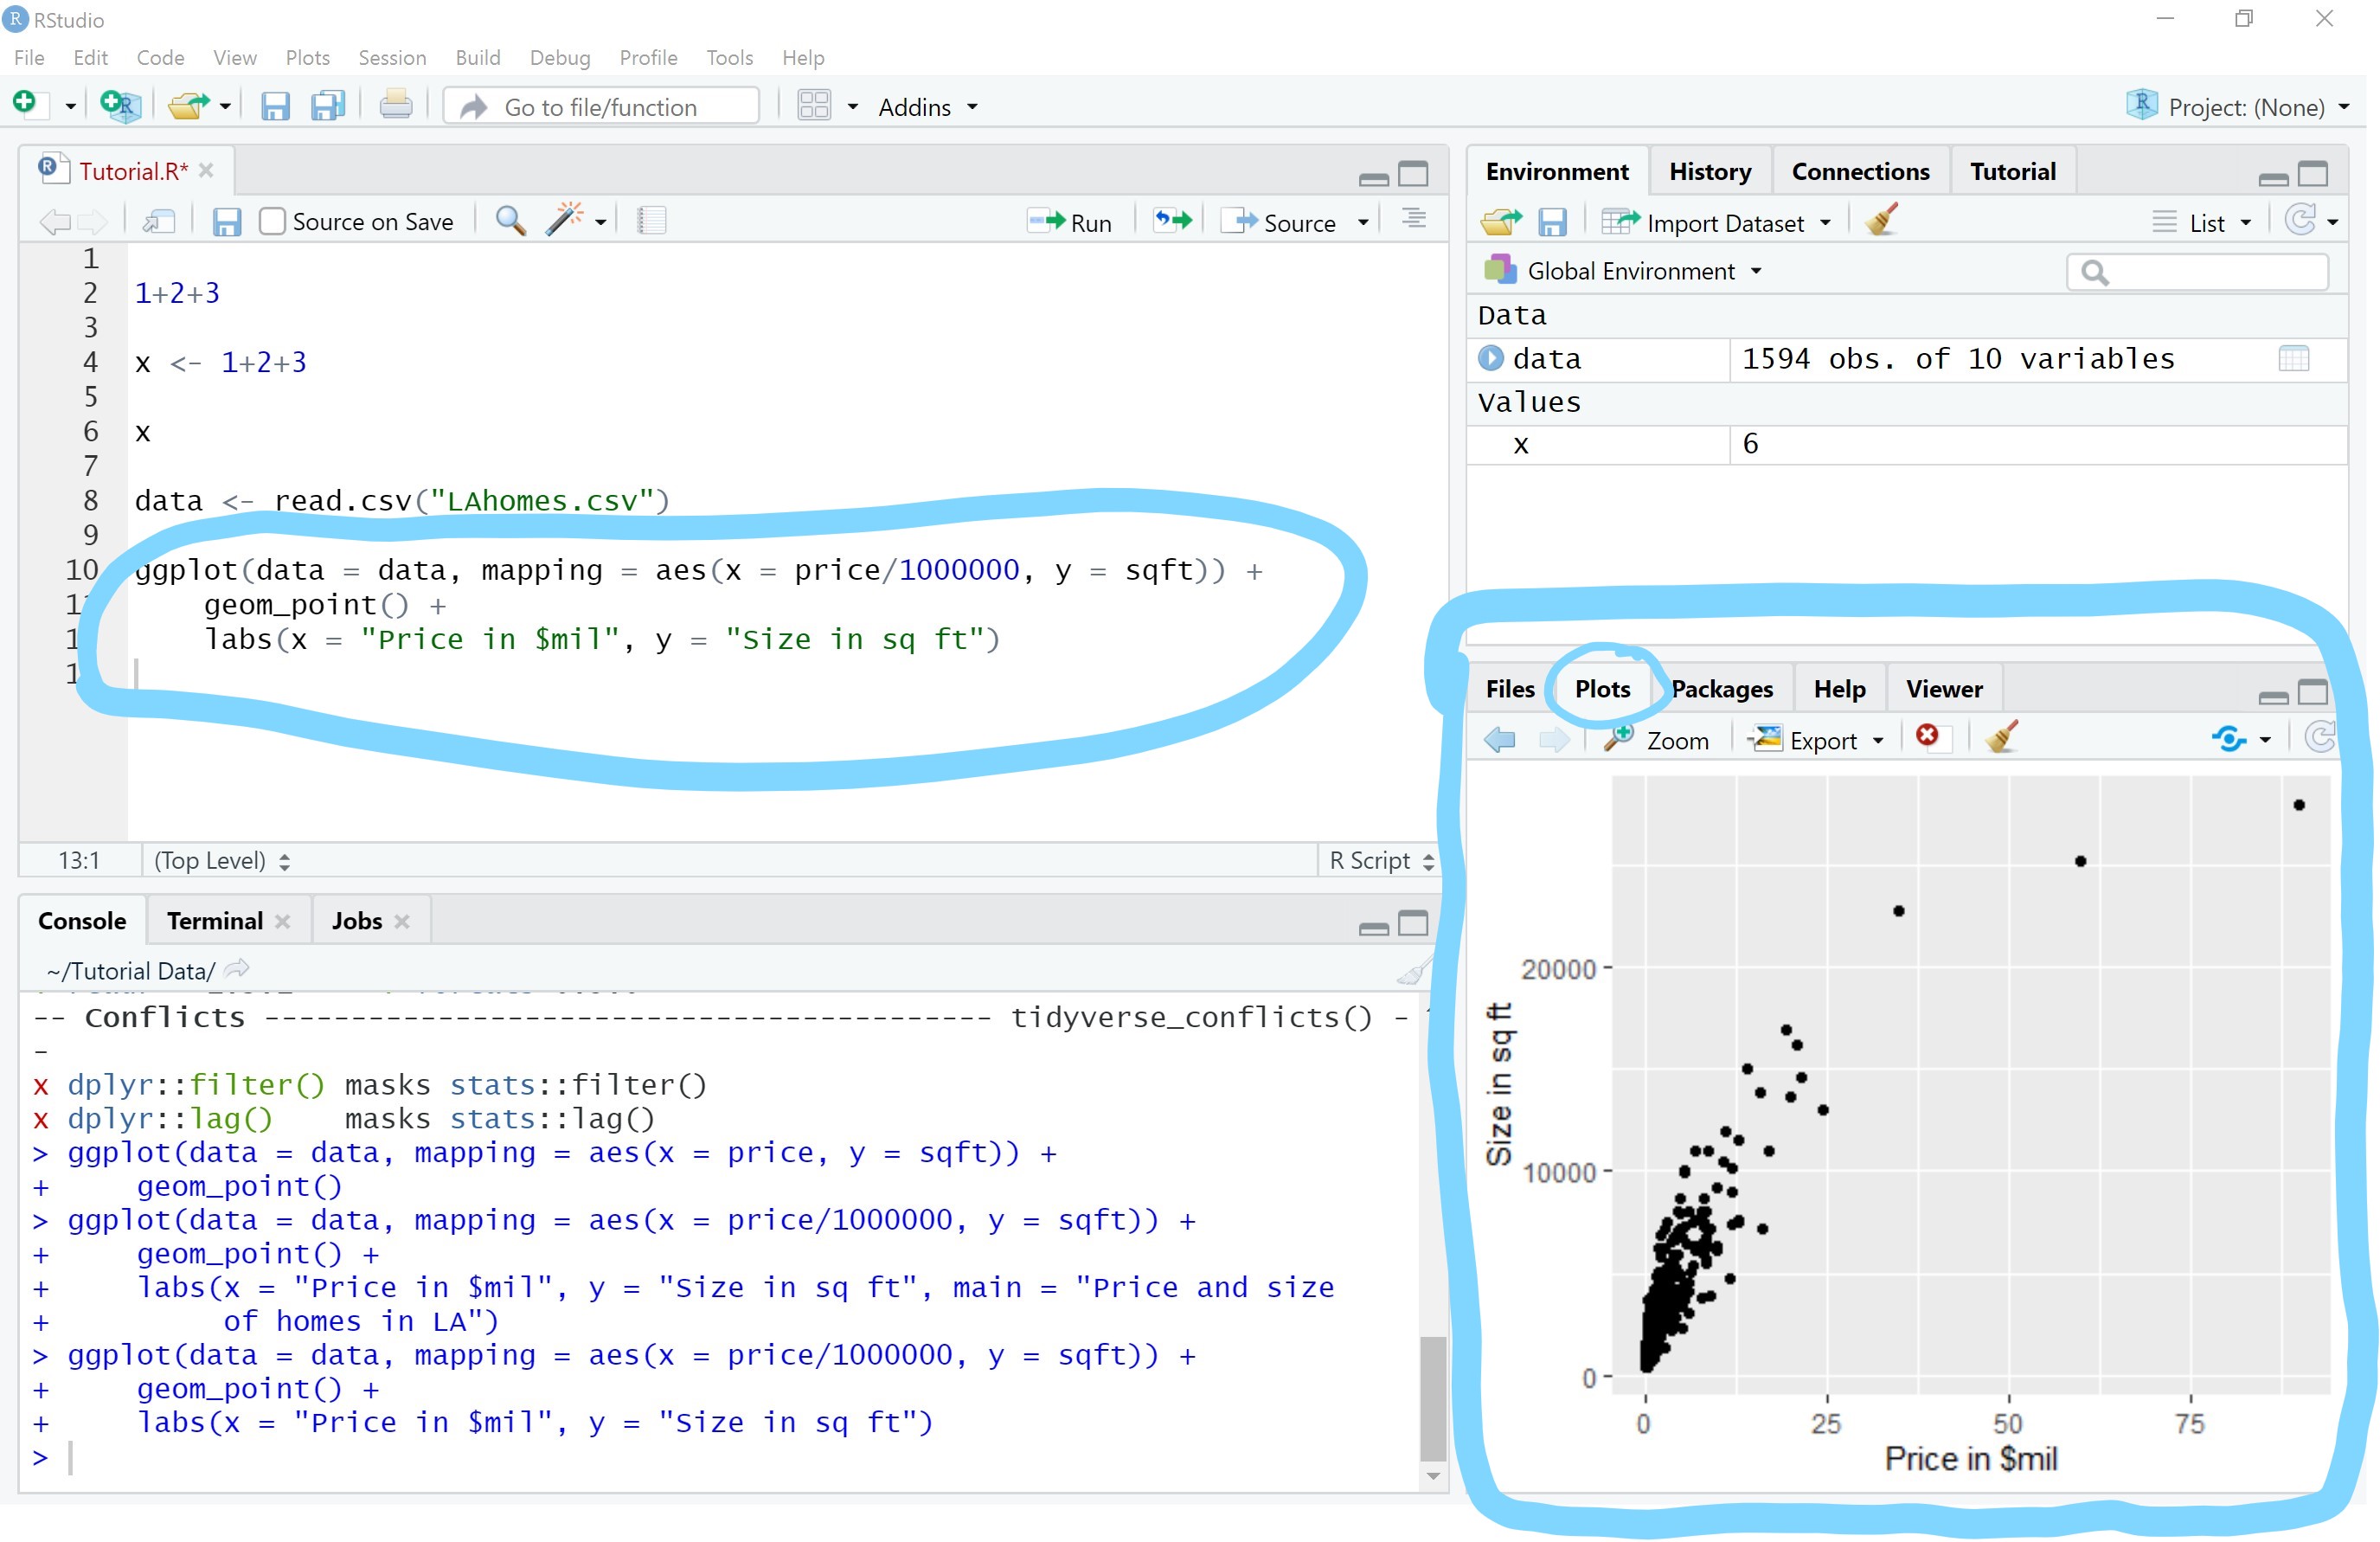 RStudio
File Edit Code View Plots Session Build Debug Profile Tools Help
Go to file/function Addins Project: (None)
Tutorial.R*
Source on Save Run Source
1
2 1+2+3
3
4 x <- 1+2+3
5
6 x
7
8 data <- read.csv("LAhomes.csv")
9
10 ggplot(data = data, mapping = aes(x = price/1000000, y = sqft)) +
geom_point() +
labs(x = "Price in $mil", y = "Size in sq ft")
13:1 (Top Level) R Script
Console Terminal Jobs
~/Tutorial Data/
-- Conflicts ------------------------------------------ tidyverse_conflicts() -
-
x dplyr::filter() masks stats::filter()
x dplyr::lag()    masks stats::lag()
> ggplot(data = data, mapping = aes(x = price, y = sqft)) +
+     geom_point()
> ggplot(data = data, mapping = aes(x = price/1000000, y = sqft)) +
+     geom_point() +
+     labs(x = "Price in $mil", y = "Size in sq ft", main = "Price and size
+          of homes in LA")
> ggplot(data = data, mapping = aes(x = price/1000000, y = sqft)) +
+     geom_point() +
+     labs(x = "Price in $mil", y = "Size in sq ft")
>
Environment History Connections Tutorial
Import Dataset List
Global Environment
Data
data 1594 obs. of 10 variables
Values
x 6
Files Plots Packages Help Viewer
Zoom Export
Size in sq ft
20000
10000
0
0 25 50 75
Price in $mil